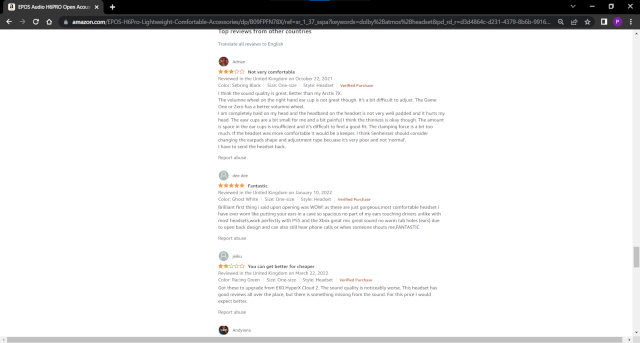 EPOS Audio H6PRO Open Acous
amazon.com/EPOS-H6Pro-Lightweight-Comfortable-Accessories/dp/B09FPFN78X/ref=sr_1_37_sspa?keywords=dolby%2Batmos%2Bheadset&pd_rd_r=d3d4864c-d231-4379-8b6b-9916...
Top reviews from other countries
Translate all reviews to English
Adrian
Not very comfortable
Reviewed in the United Kingdom on October 22, 2021
Color: Sebring Black | Size: One-size | Style: Headset | Verified Purchase
I think the sound quality is great. Better than my Arctis 7X.
The volumne wheel on the right hand ear cup is not great though. It's a bit difficult to adjust. The Game
One or Zero has a better volumne wheel.
I am completely bald on my head and the headband on the headset is not very well padded and it hurts my
head. The ear cups are a bit small for me and a bit painful I think the thinness is okay though. The amount
is space in the ear cups is insufficient and it's difficult to find a good fit. The clamping force is a bit too
much. If the headset was more comfortable it would be a keeper. I think Senheiser should consider
changing the earpads shape and adjustment type because it's very poor and not 'normal'.
I have to send the headset back.
Report abuse
dee dee
Fantastic
Reviewed in the United Kingdom on January 10, 2022
Color: Ghost White | Size: One-size | Style: Headset | Verified Purchase
Brilliant first thing I said upon opening was WOW! as these are just gorgeous,most comfortable headset I
have ever worn like putting your ears in a cave so spacious no part of my ears touching drivers unlike with
most headsets,work perfectly with PS5 and the Xbox great mic great sound no warm lab holes (ears) due
to open back design and can also still hear phone calls or when someone shouts me,FANTASTIC
Report abuse
jekku
You can get better for cheaper
Reviewed in the United Kingdom on March 22, 2022
Color: Racing Green | Size: One-size | Style: Headset | Verified Purchase
Got these to upgrade from £60 HyperX Cloud 2. The sound quality is noticeably worse. This headset has
good reviews all over the place, but there is something missing from the sound. For this price I would
expect better.
Report abuse